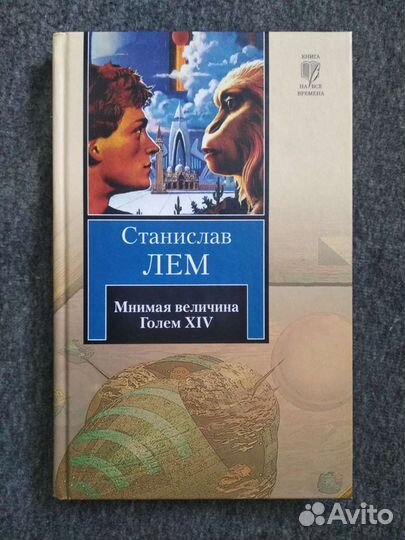 КНИГА
НА ВСЕ
ВРЕМЕНА
Станислав
ЛЕМ
Мнимая величина
Голем XIV
Avito